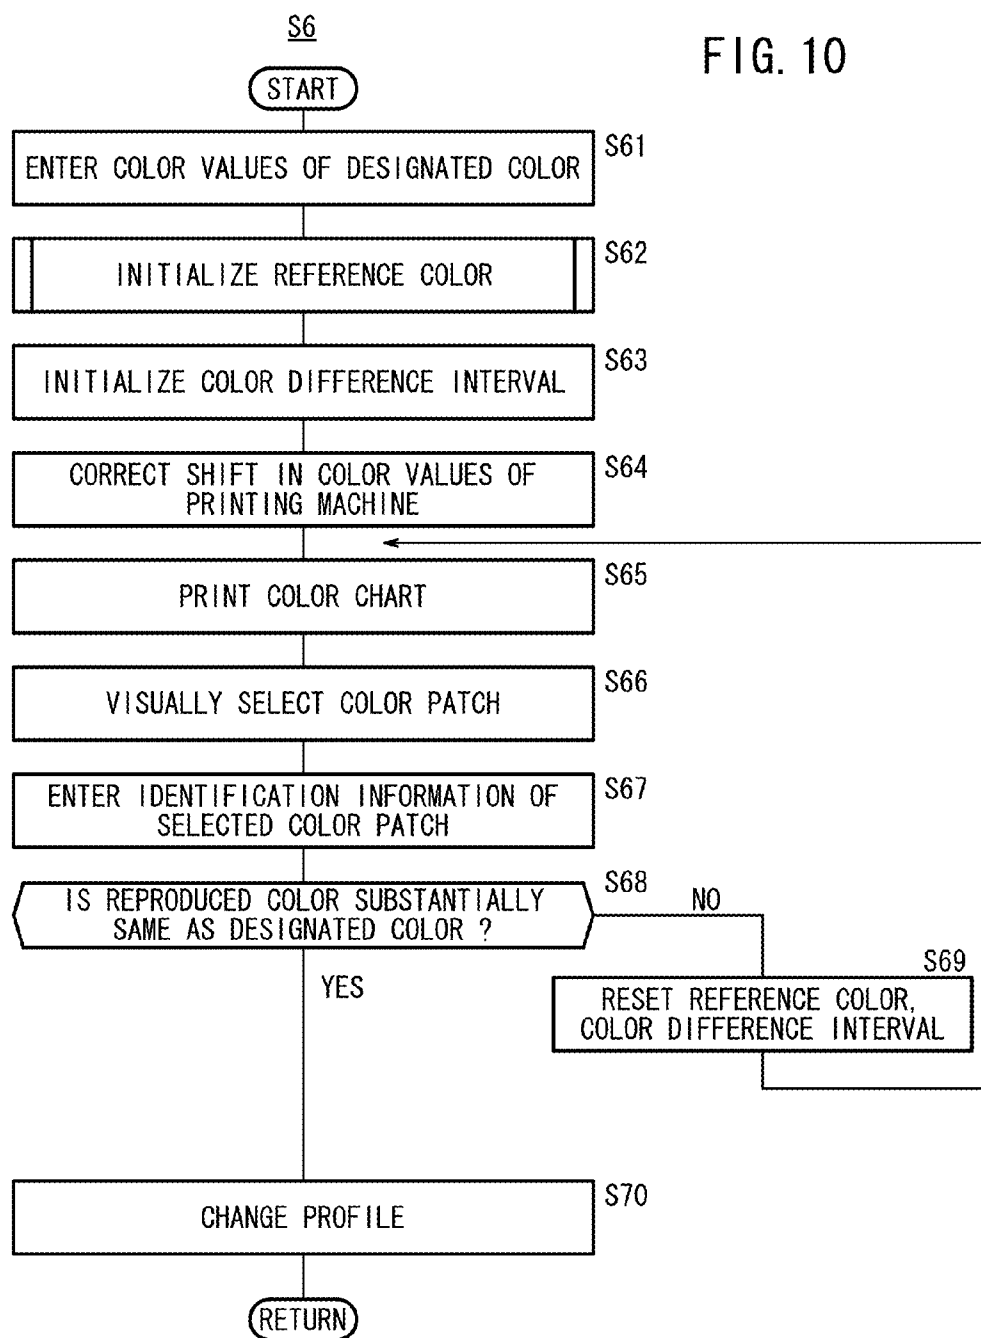 S6
FIG. 10
START
S61
ENTER COLOR VALUES OF DESIGNATED COLOR
S62
INITIALIZE REFERENCE COLOR
S63
INITIALIZE COLOR DIFFERENCE INTERVAL
S64
CORRECT SHIFT IN COLOR VALUES OF
PRINTING MACHINE
S65
PRINT COLOR CHART
S66
VISUALLY SELECT COLOR PATCH
S67
ENTER IDENTIFICATION INFORMATION OF
SELECTED COLOR PATCH
S68
IS REPRODUCED COLOR SUBSTANTIALLY
SAME AS DESIGNATED COLOR ?
NO
YES
S69
RESET REFERENCE COLOR,
COLOR DIFFERENCE INTERVAL
S70
CHANGE PROFILE
RETURN